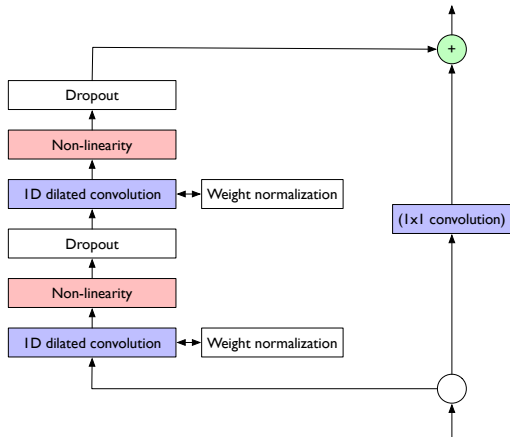 +
Dropout
Non-linearity
1D dilated convolution
Weight normalization
(1x1 convolution)
Dropout
Non-linearity
1D dilated convolution
Weight normalization